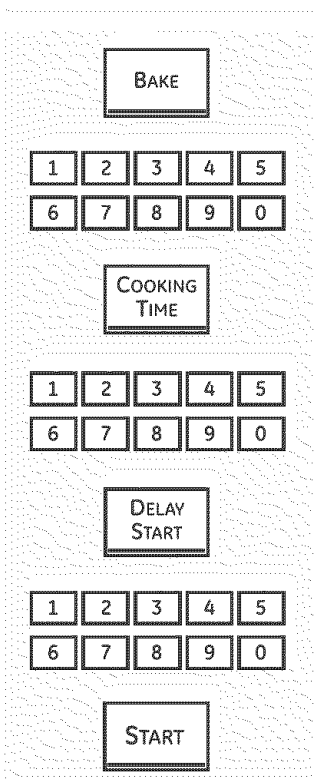 BAKE
1 2 3 4 5
6 7 8 9 0
COOKING
TIME
1 2 3 4 5
6 7 8 9 0
DELAY
START
1 2 3 4 5
6 7 8 9 0
START